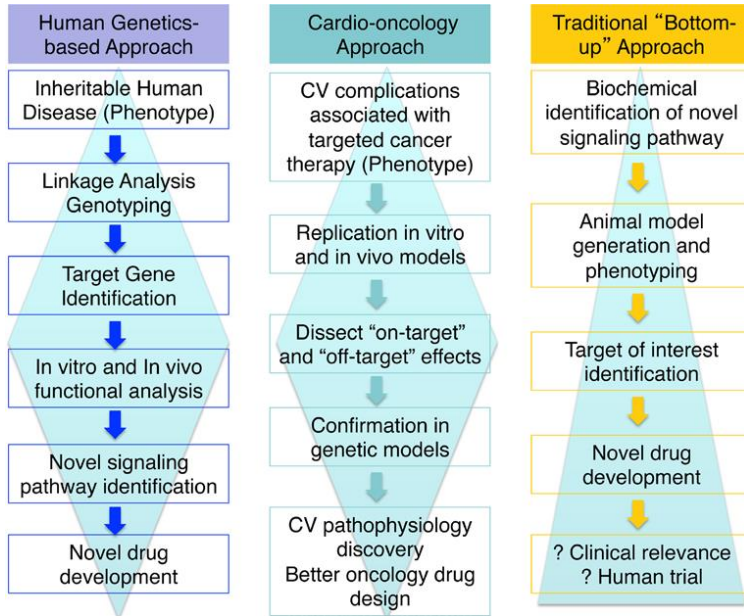 Human Genetics-
based Approach
Inheritable Human
Disease (Phenotype)
Linkage Analysis
Genotyping
Target Gene
Identification
In vitro and In vivo
functional analysis
Novel signaling
pathway identification
Novel drug
development
Cardio-oncology
Approach
CV complications
associated with
targeted cancer
therapy (Phenotype)
Replication in vitro
and in vivo models
Dissect “on-target”
and “off-target” effects
Confirmation in
genetic models
CV pathophysiology
discovery
Better oncology drug
design
Traditional “Bottom-
up” Approach
Biochemical
identification of novel
signaling pathway
Animal model
generation and
phenotyping
Target of interest
identification
Novel drug
development
? Clinical relevance
? Human trial